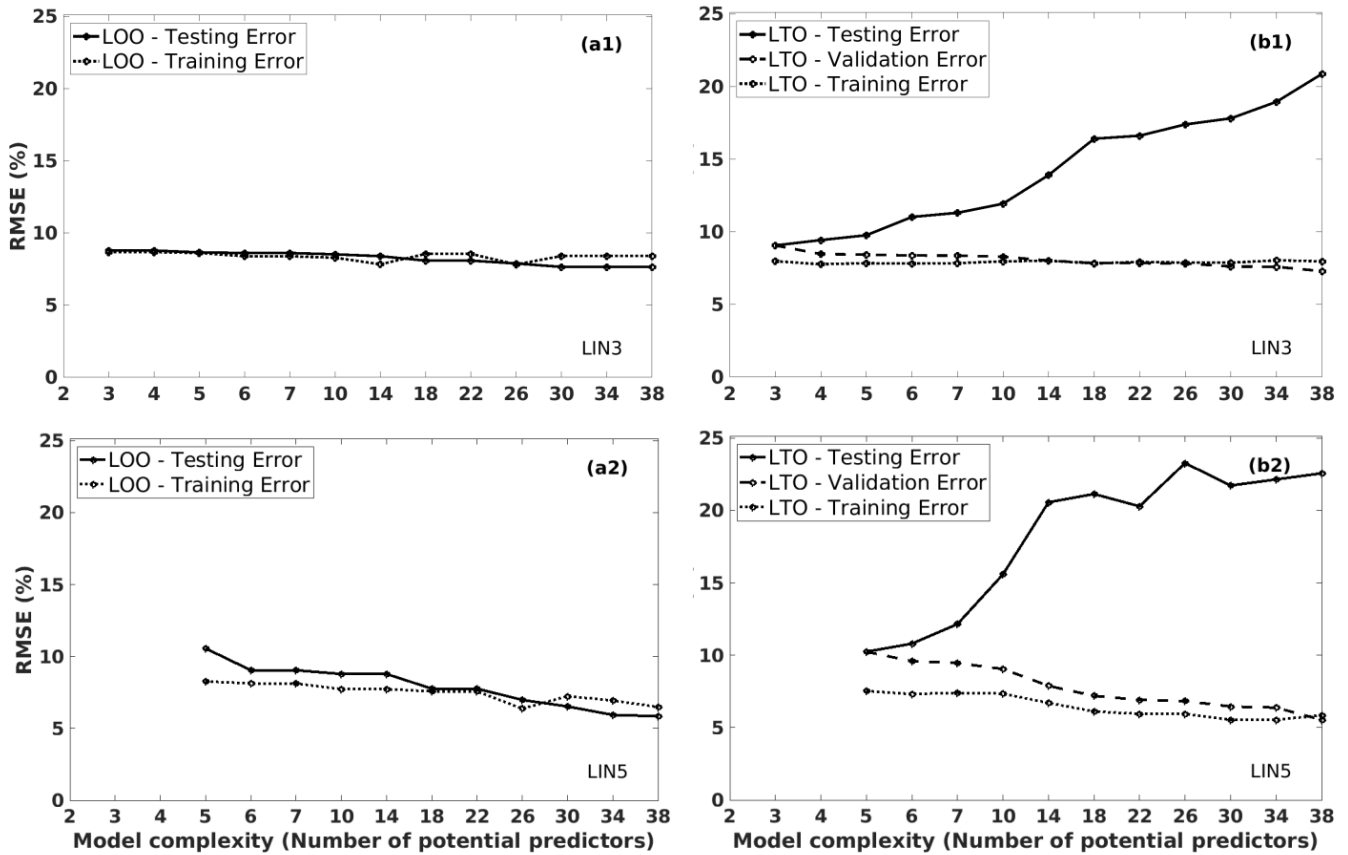 LOO - Testing Error
LOO - Training Error
(a1)
25
20
15
10
5
0
RMSE (%)
LIN3
2 3 4 5 6 7 10 14 18 22 26 30 34 38
LTO - Testing Error
LTO - Validation Error
LTO - Training Error
(b1)
25
20
15
10
5
0
LIN3
2 3 4 5 6 7 10 14 18 22 26 30 34 38
LOO - Testing Error
LOO - Training Error
(a2)
25
20
15
10
5
0
RMSE (%)
LIN5
2 3 4 5 6 7 10 14 18 22 26 30 34 38
Model complexity (Number of potential predictors)
LTO - Testing Error
LTO - Validation Error
LTO - Training Error
(b2)
25
20
15
10
5
0
LIN5
2 3 4 5 6 7 10 14 18 22 26 30 34 38
Model complexity (Number of potential predictors)